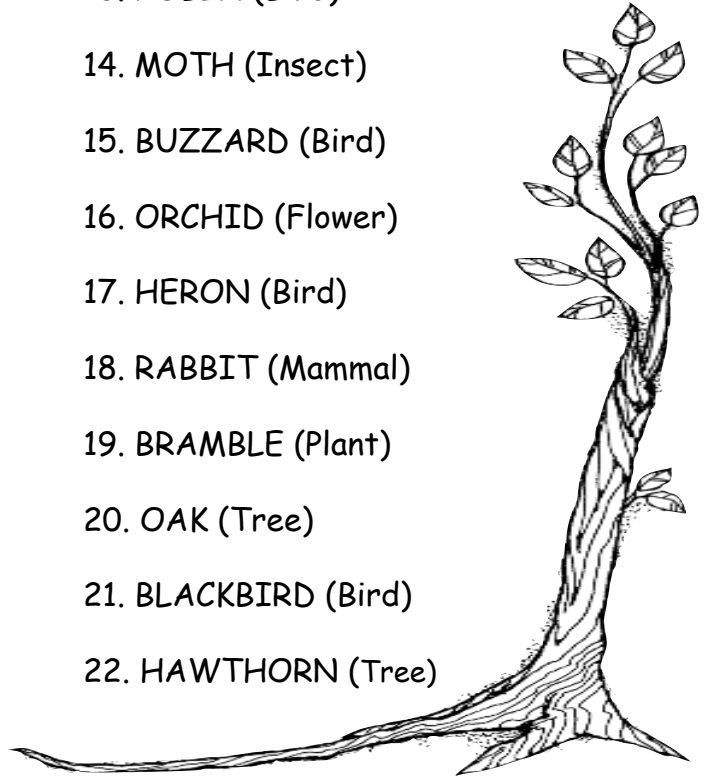 14. MOTH (Insect)
15. BUZZARD (Bird)
16. ORCHID (Flower)
17. HERON (Bird)
18. RABBIT (Mammal)
19. BRAMBLE (Plant)
20. OAK (Tree)
21. BLACKBIRD (Bird)
22. HAWTHORN (Tree)